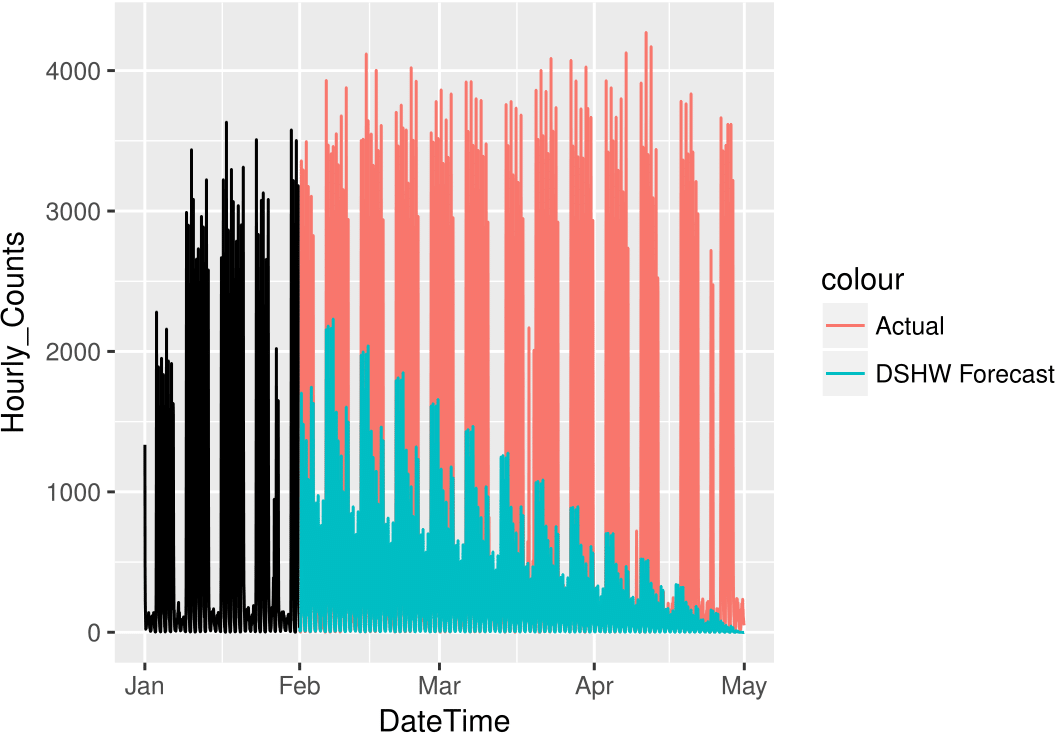 Hourly_Counts
4000
3000
2000
1000
0
Jan Feb Mar Apr May
DateTime
colour
Actual
DSHW Forecast